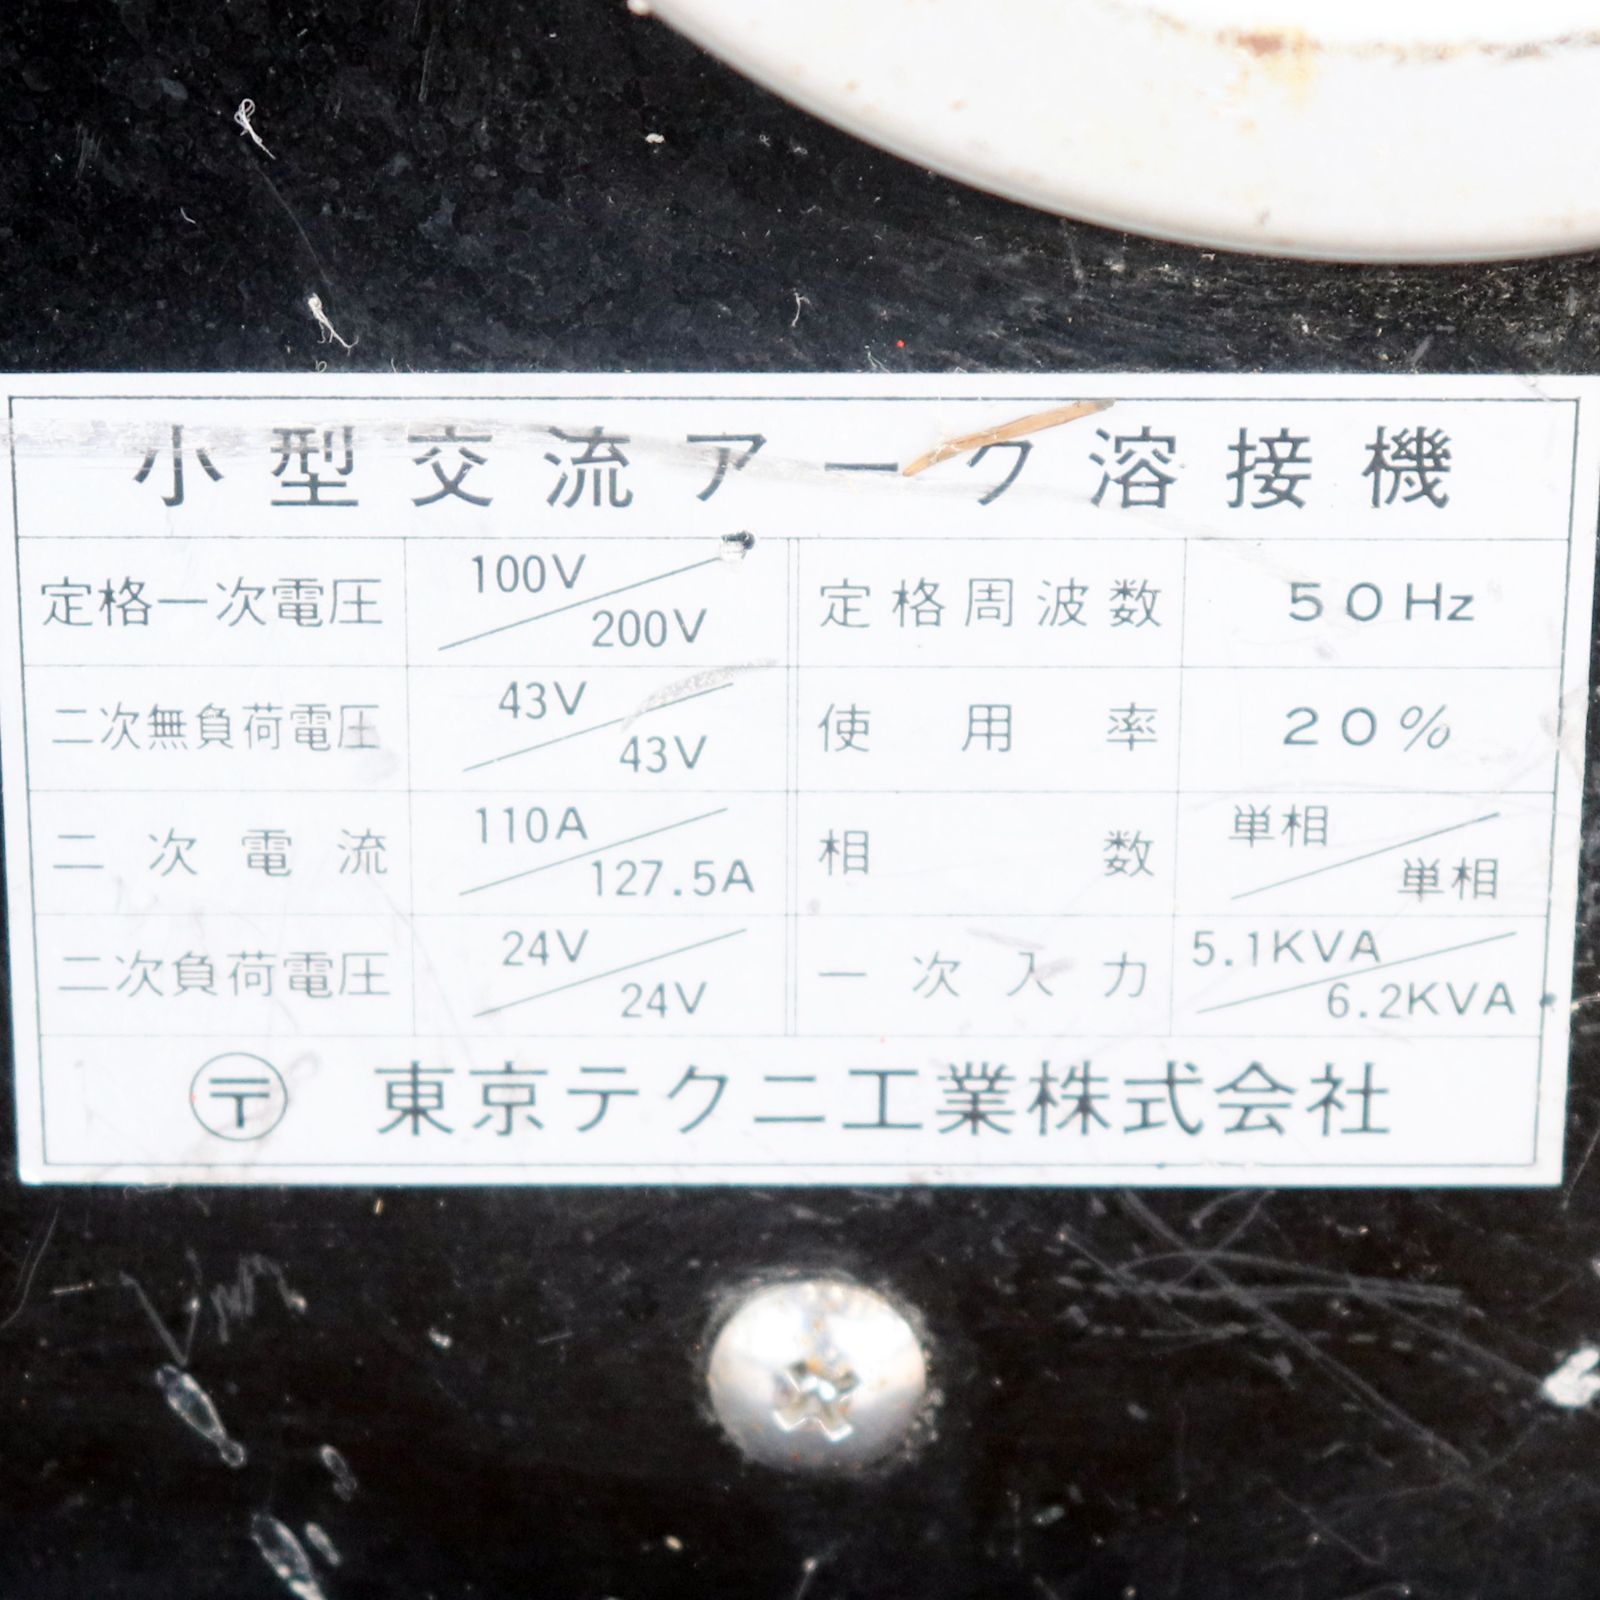 小型交流アーク溶接機
定格一次電圧 100V/200V 定格周波数 50Hz
二次無負荷電圧 43V/43V 使用率 20%
二次電流 110A/127.5A 相数 単相/単相
二次負荷電圧 24V/24V 一次入力 5.1KVA/6.2KVA
〶 東京テクニ工業株式会社